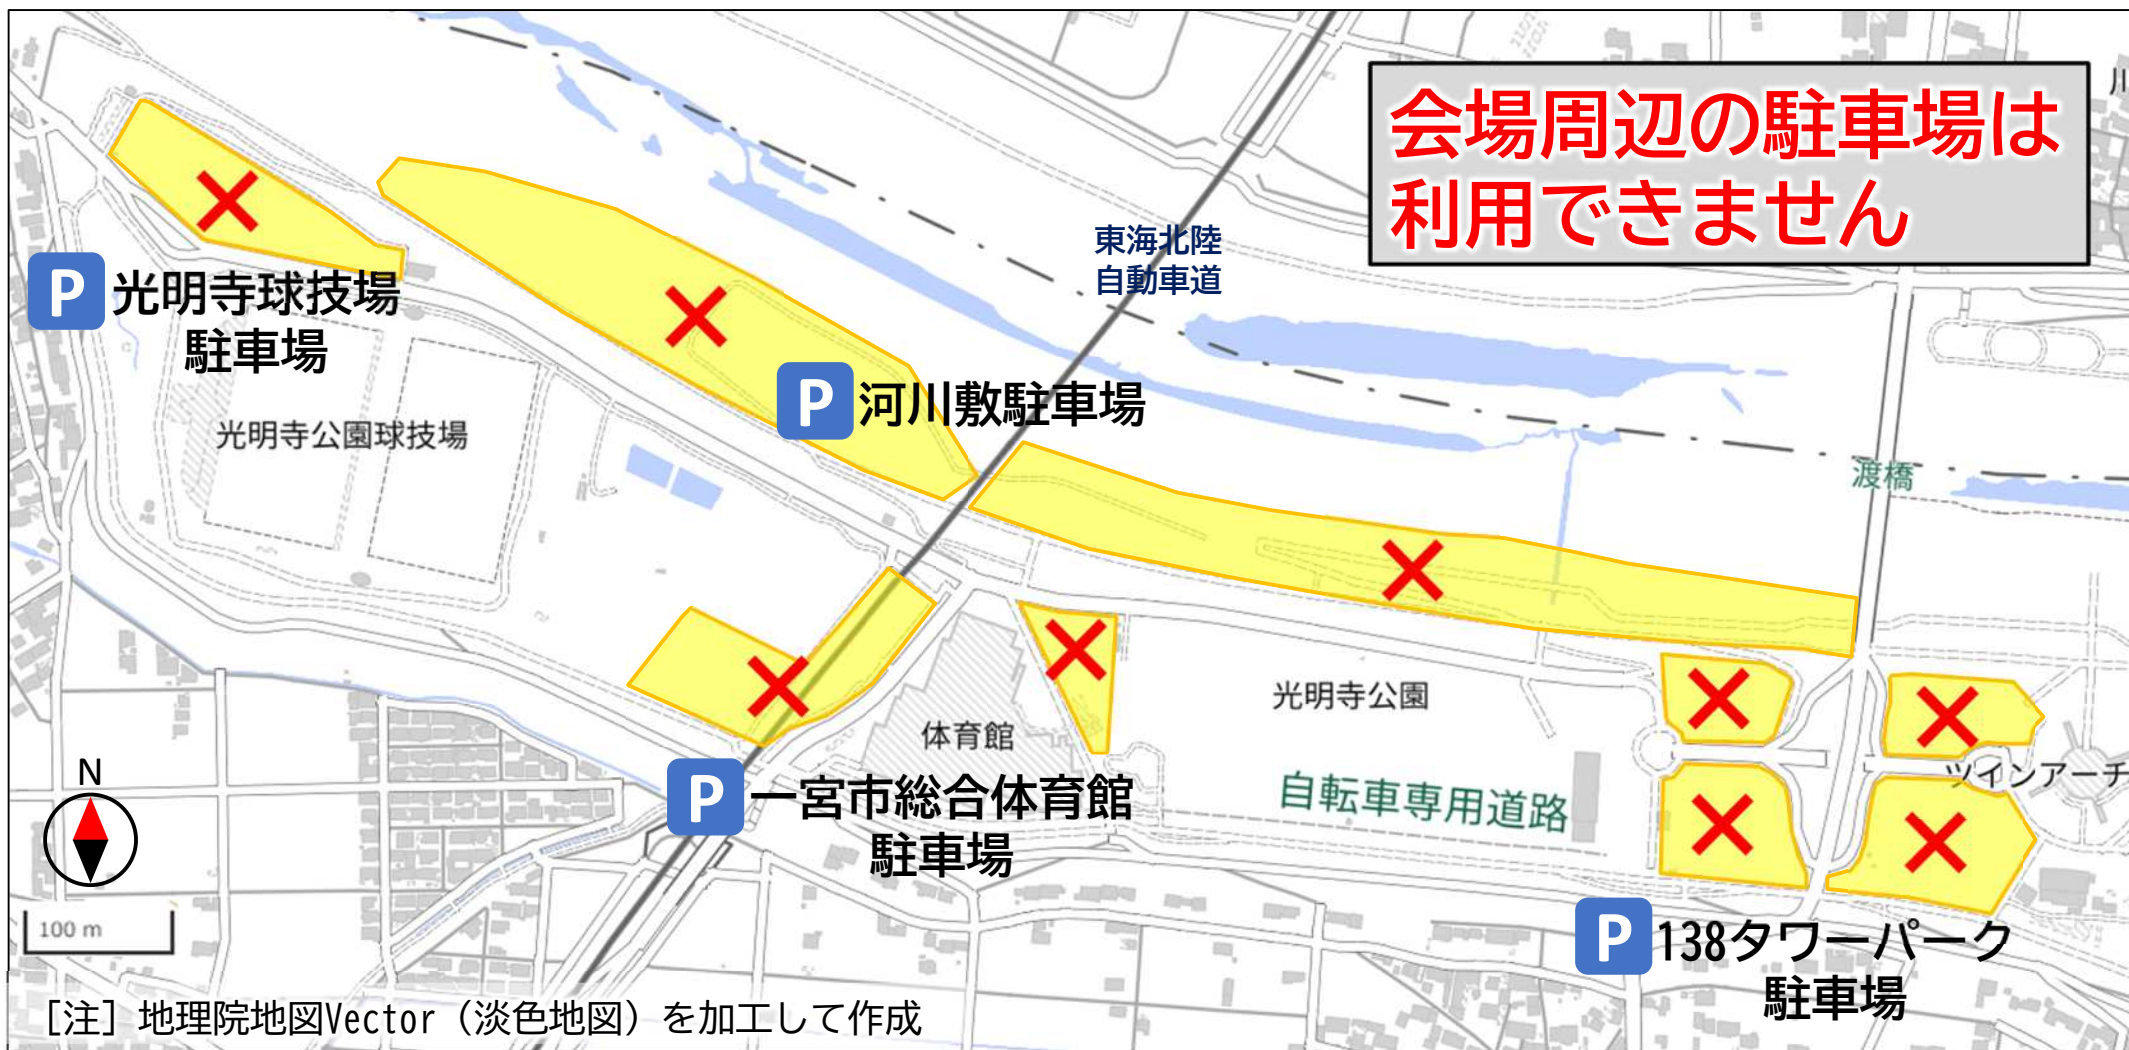 会場周辺の駐車場は
利用できません
川
東海北陸
自動車道
P 光明寺球技場
駐車場
P 河川敷駐車場
光明寺公園球技場
渡橋
光明寺公園
体育館
ツインアーチ
P 一宮市総合体育館
駐車場
自転車専用道路
N
100 m
P 138タワーパーク
駐車場
［注］地理院地図Vector（淡色地図）を加工して作成